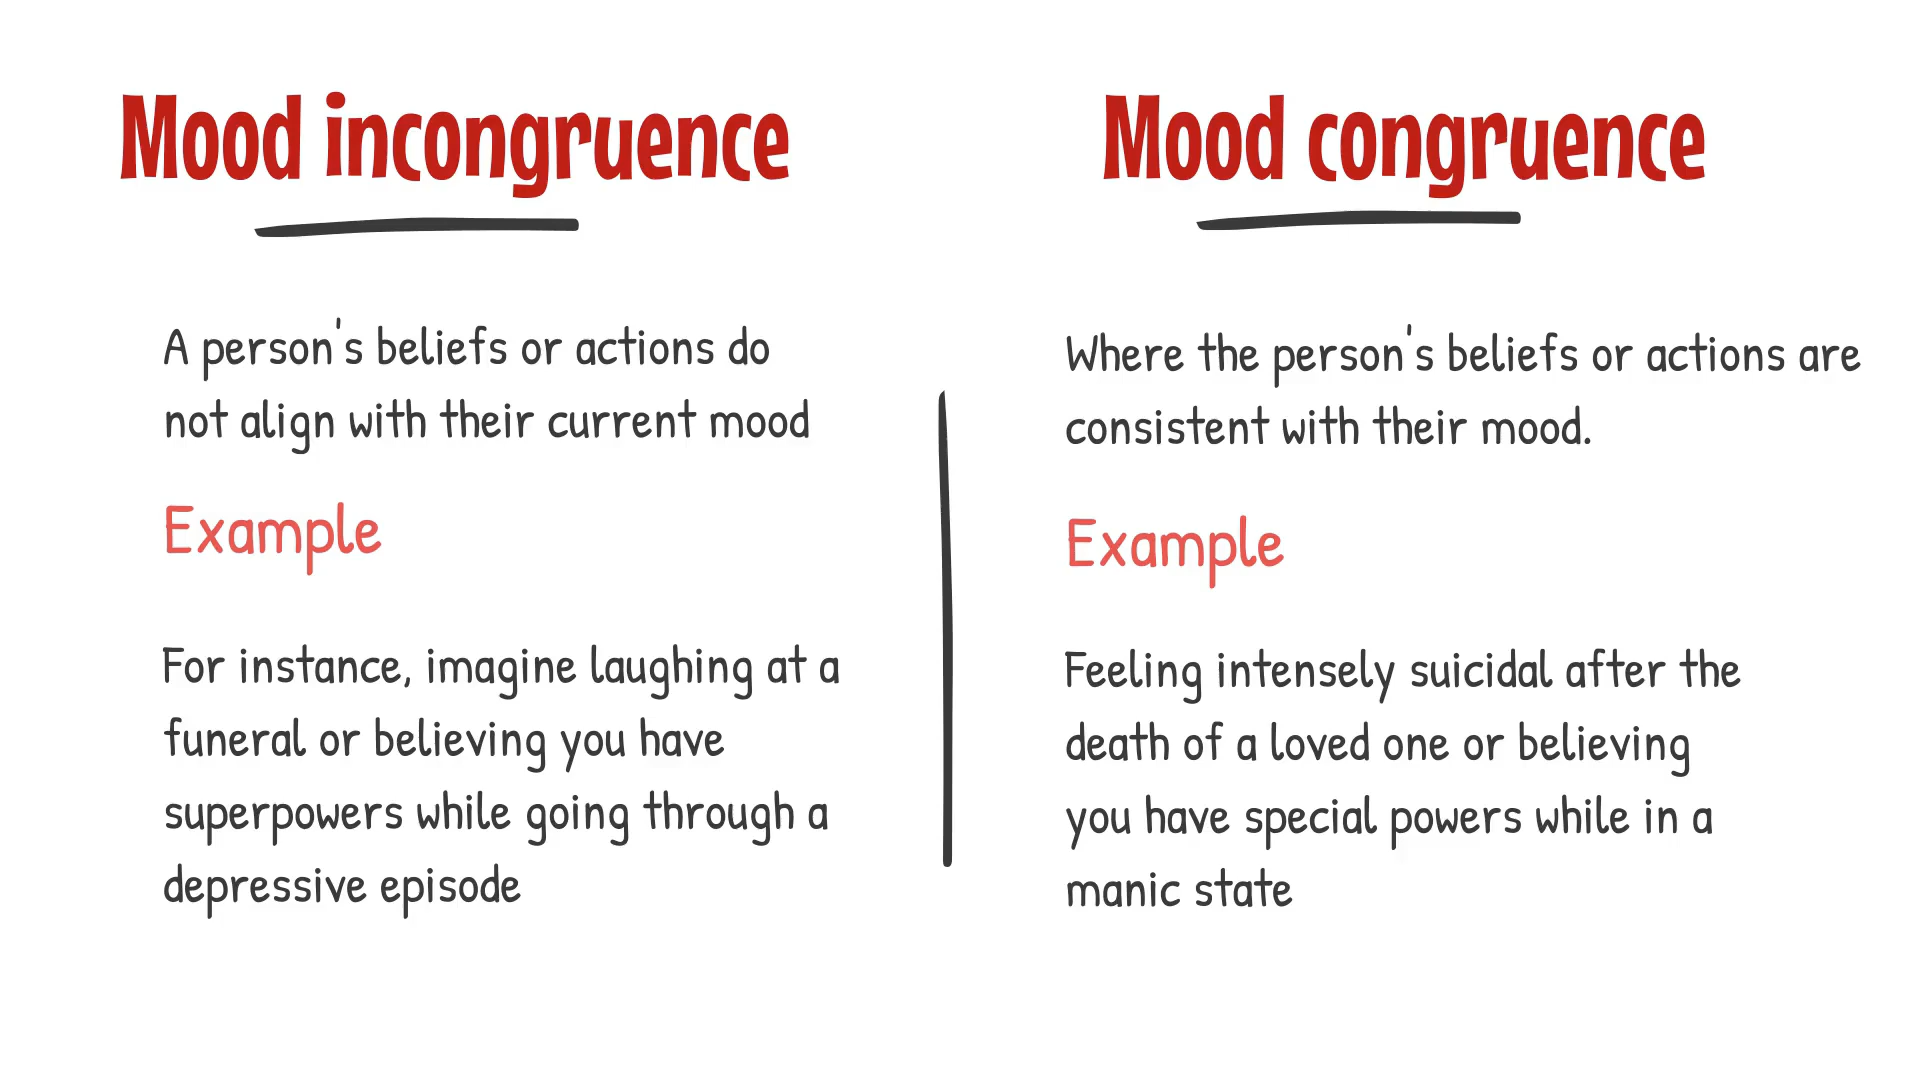 Mood incongruence
A person's beliefs or actions do
not align with their current mood
Example
For instance, imagine laughing at a
funeral or believing you have
superpowers while going through a
depressive episode
Mood congruence
Where the person's beliefs or actions are
consistent with their mood.
Example
Feeling intensely suicidal after the
death of a loved one or believing
you have special powers while in a
manic state